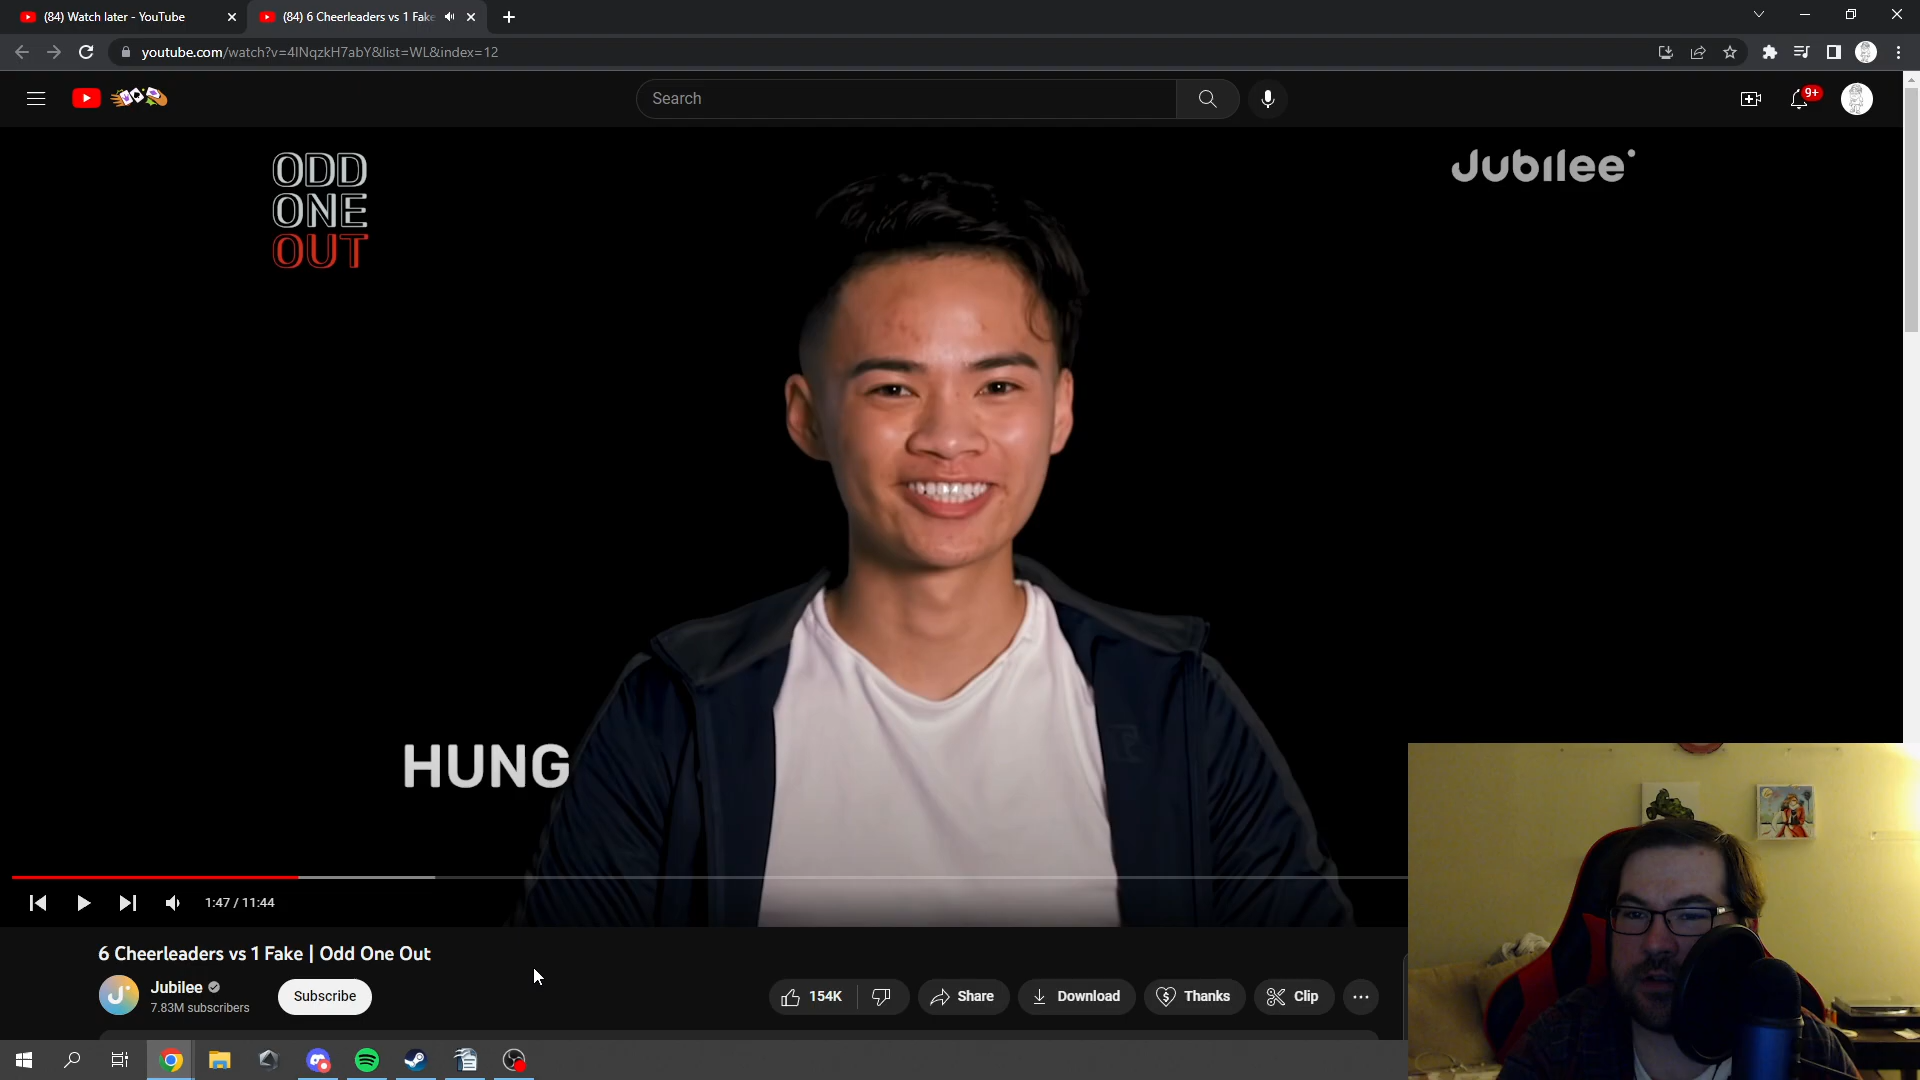 (84) Watch later - YouTube
(84) 6 Cheerleaders vs 1 Fake
youtube.com/watch?v=4lNqzkH7abY&list=WL&index=12
Search
9+
ODD
ONE
OUT
Jubilee
HUNG
1:47 / 11:44
6 Cheerleaders vs 1 Fake | Odd One Out
Jubilee
7.83M subscribers
Subscribe
154K
Share
Download
Thanks
Clip